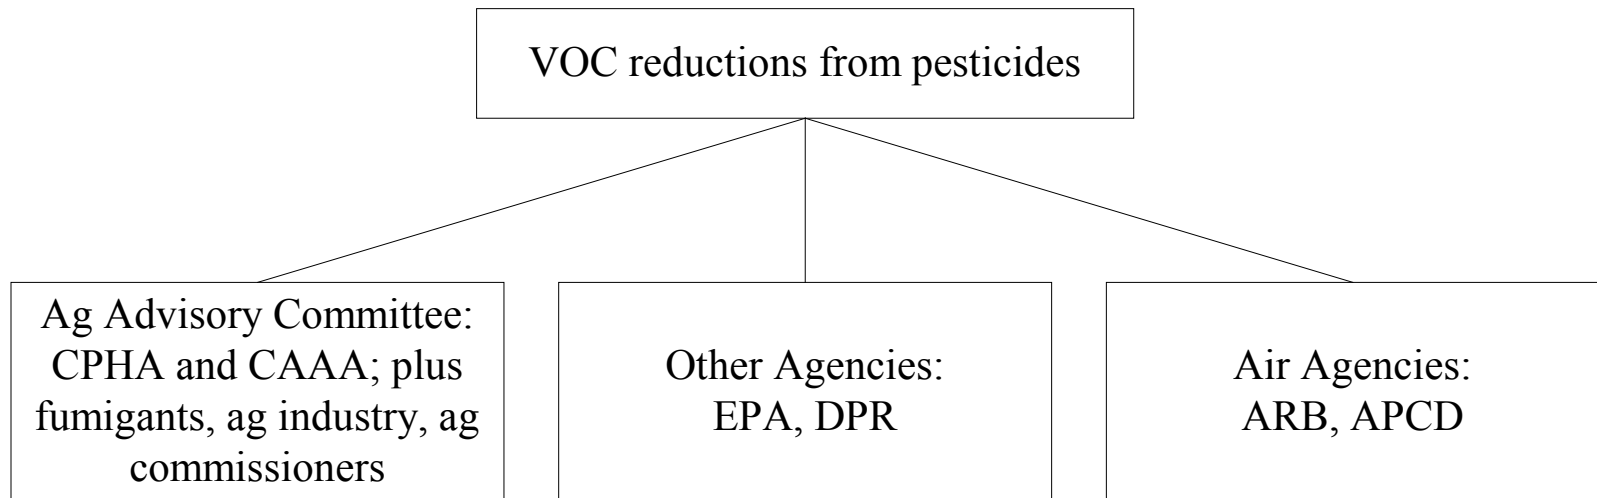 VOC reductions from pesticides
Ag Advisory Committee:
CPHA and CAAA; plus
fumigants, ag industry, ag
commissioners
Other Agencies:
EPA, DPR
Air Agencies:
ARB, APCD